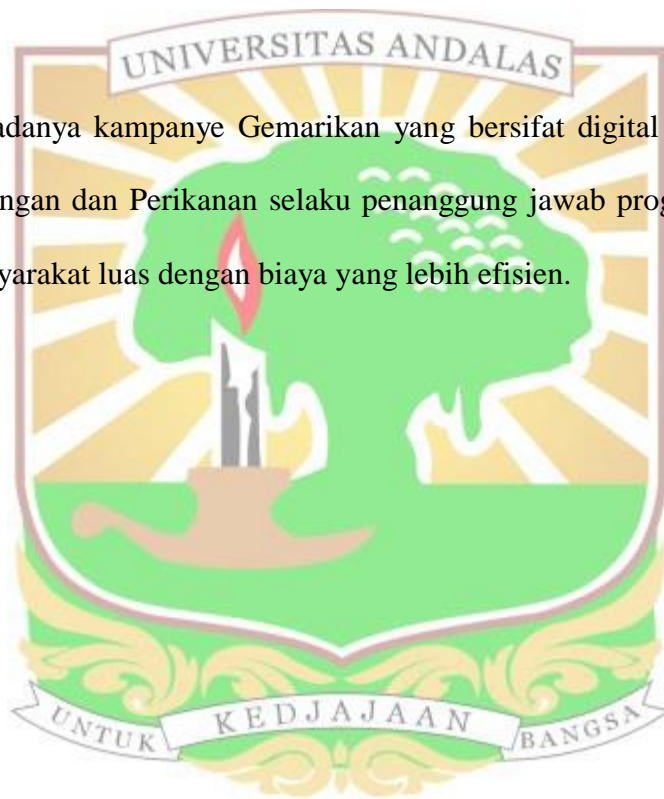 UNIVERSITAS ANDALAS
adanya kampanye Gemarikan yang bersifat digital
ngan dan Perikanan selaku penanggung jawab prog
yarakat luas dengan biaya yang lebih efisien.
UNTUK KEDJAJAAN BANGSA